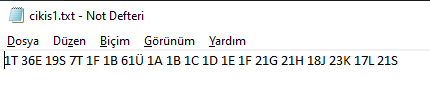 cikis1.txt - Not Defteri
Dosya Düzen Biçim Görünüm Yardım
1T 36E 19S 7T 1F 1B 61Ü 1A 1B 1C 1D 1E 1F 21G 21H 18J 23K 17L 21S